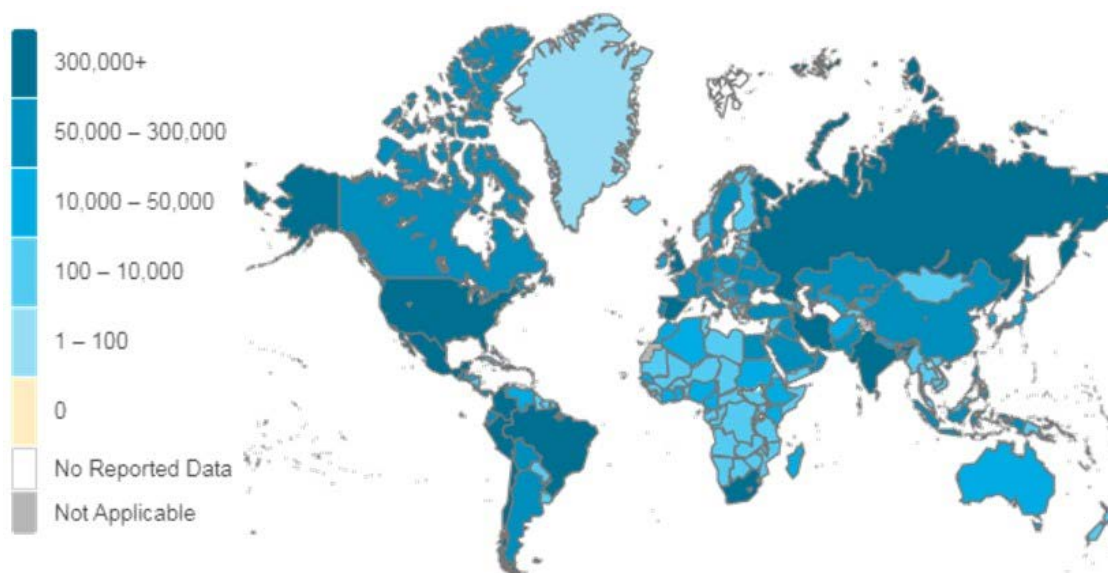 300,000+
50,000 – 300,000
10,000 – 50,000
100 – 10,000
1 – 100
0
No Reported Data
Not Applicable